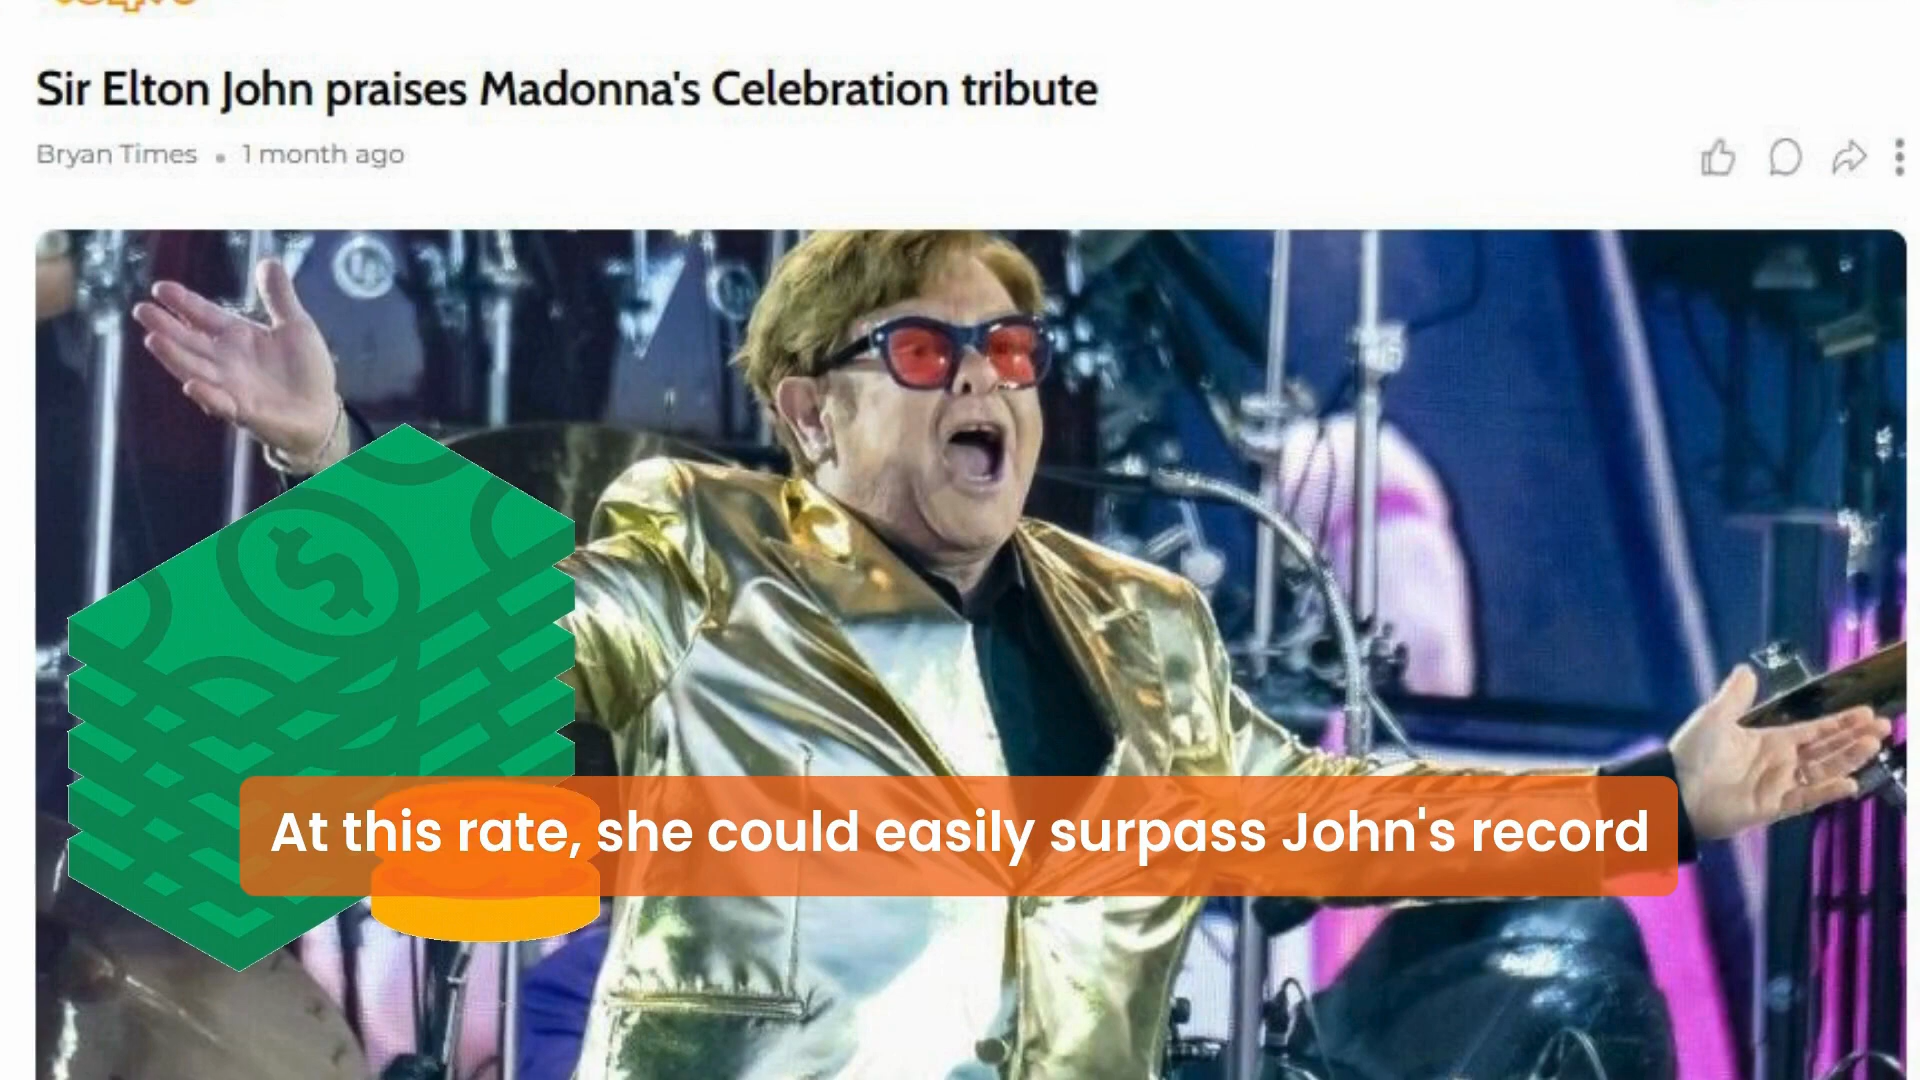 Sir Elton John praises Madonna's Celebration tribute
Bryan Times • 1 month ago
$
At this rate, she could easily surpass John's record